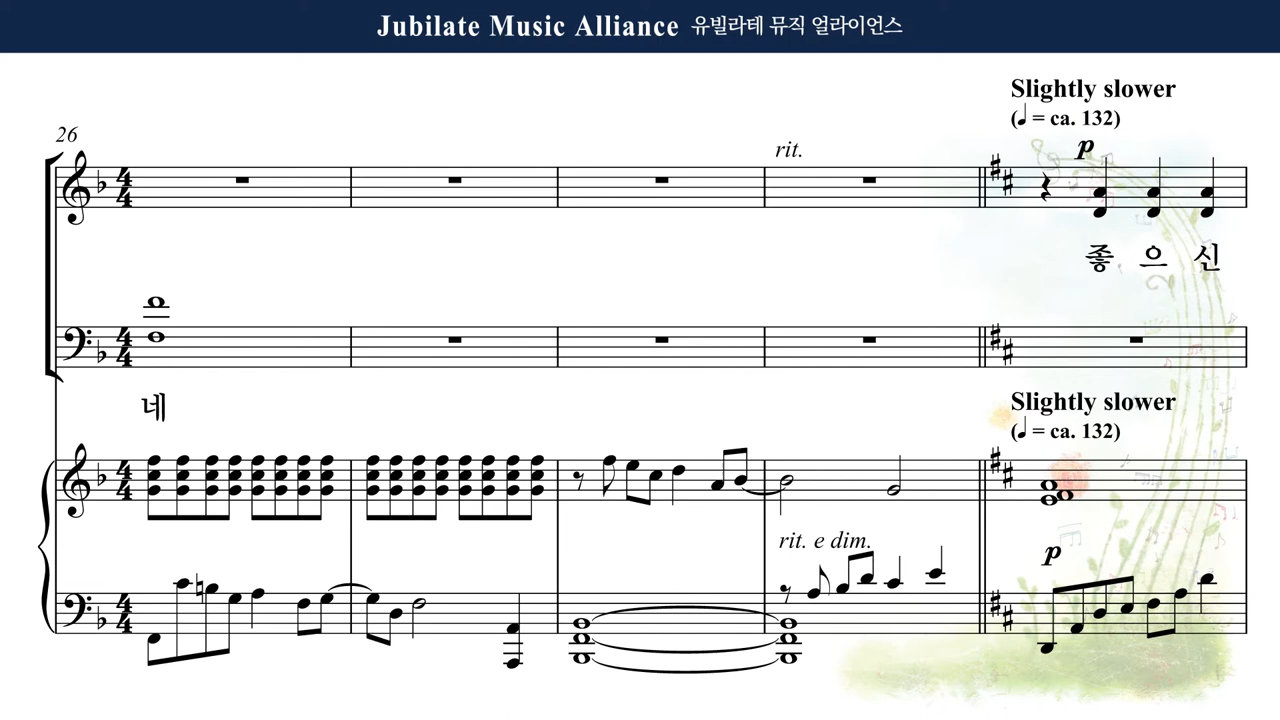 Jubilate Music Alliance 유빌라테 뮤직 얼라이언스
Slightly slower
(♩ = ca. 132)
26
rit.
p
좋 으 신
네
Slightly slower
(♩ = ca. 132)
rit. e dim.
p